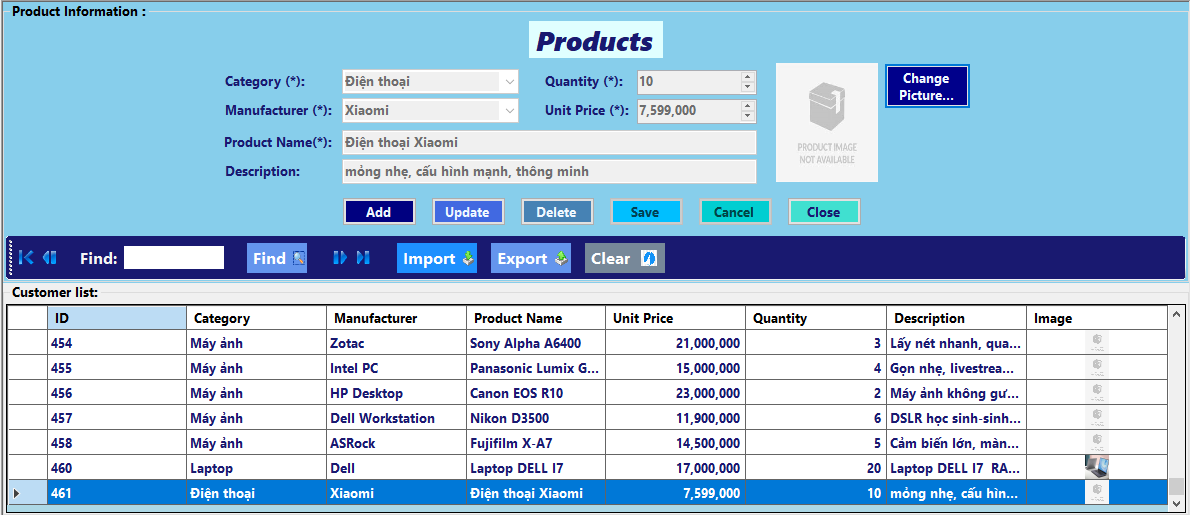 Product Information :
Products
Category (*): Điện thoại Quantity (*): 10
Change Picture...
Manufacturer (*): Xiaomi Unit Price (*): 7,599,000
Product Name(*): Điện thoại Xiaomi
Description: mỏng nhẹ, cấu hình mạnh, thông minh
PRODUCT IMAGE
NOT AVAILABLE
Add Update Delete Save Cancel Close
Find: Find Import Export Clear
Customer list:
ID Category Manufacturer Product Name Unit Price Quantity Description Image
454 Máy ảnh Zotac Sony Alpha A6400 21,000,000 3 Lấy nét nhanh, qua...
455 Máy ảnh Intel PC Panasonic Lumix G... 15,000,000 4 Gọn nhẹ, livestrea...
456 Máy ảnh HP Desktop Canon EOS R10 23,000,000 2 Máy ảnh không gư...
457 Máy ảnh Dell Workstation Nikon D3500 11,900,000 6 DSLR học sinh-sinh...
458 Máy ảnh ASRock Fujifilm X-A7 14,500,000 5 Cảm biến lớn, màn...
460 Laptop Dell Laptop DELL I7 17,000,000 20 Laptop DELL I7 RA...
461 Điện thoại Xiaomi Điện thoại Xiaomi 7,599,000 10 mỏng nhẹ, cấu hìn...